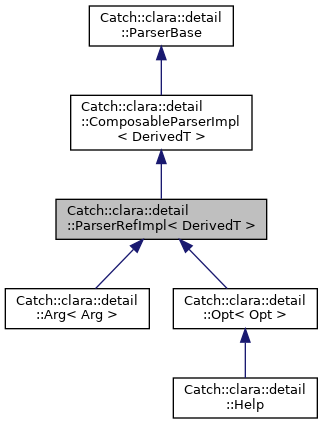 Catch::clara::detail
::ParserBase
Catch::clara::detail
::ComposableParserImpl
< DerivedT >
Catch::clara::detail
::ParserRefImpl< DerivedT >
Catch::clara::detail
::Arg< Arg >
Catch::clara::detail
::Opt< Opt >
Catch::clara::detail
::Help